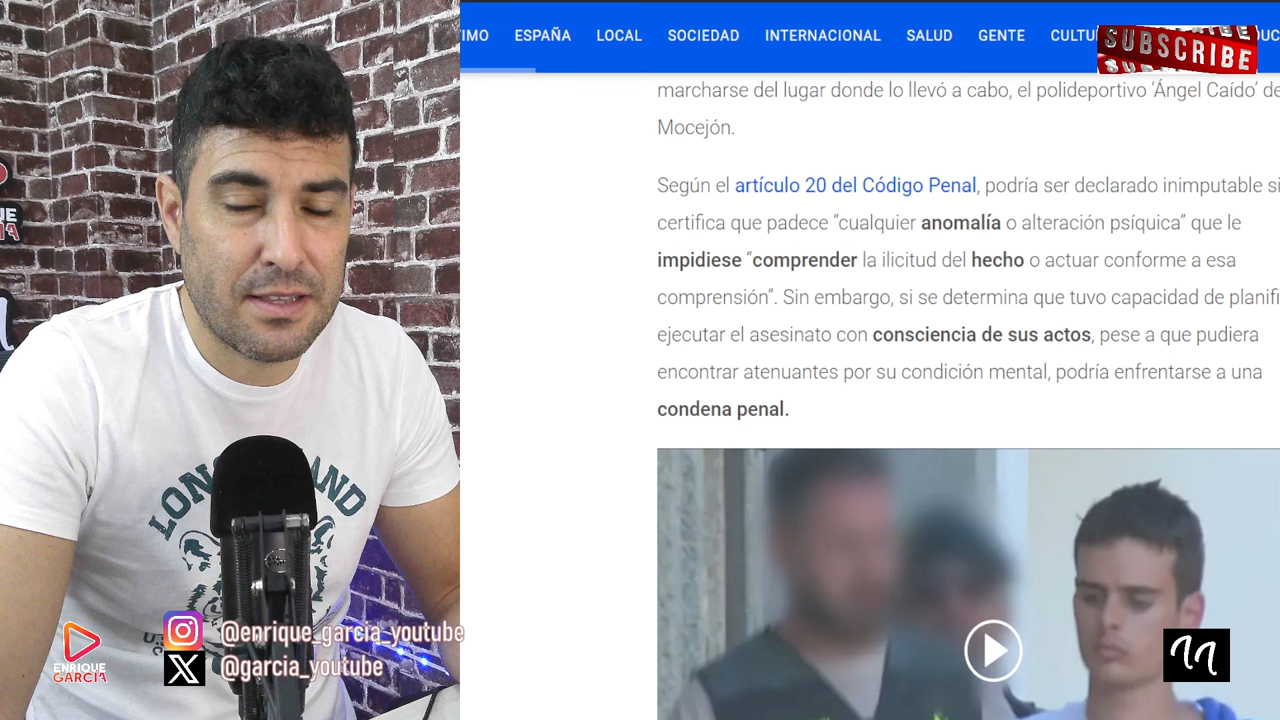 ESPAÑA LOCAL SOCIEDAD INTERNACIONAL SALUD GENTE
SUBSCRIBE
marcharse del lugar donde lo llevó a cabo, el polideportivo ‘Ángel Caído’ de
Mocejón.
Según el artículo 20 del Código Penal, podría ser declarado inimputable si
certifica que padece “cualquier anomalía o alteración psíquica” que le
impidiese “comprender la ilicitud del hecho o actuar conforme a esa
comprensión”. Sin embargo, si se determina que tuvo capacidad de planifi
ejecutar el asesinato con consciencia de sus actos, pese a que pudiera
encontrar atenuantes por su condición mental, podría enfrentarse a una
condena penal.
@enrique_garcia_youtube
@garcia_youtube
ENRIQUE
GARCIA